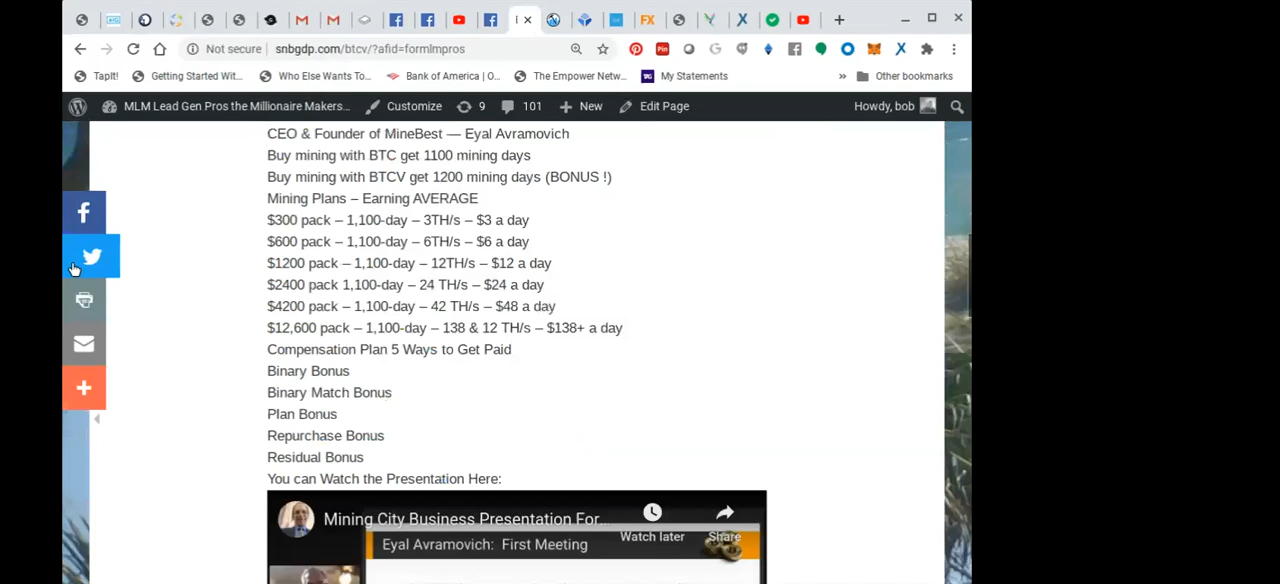 FX
Not secure
snbgdp.com/btcv/?afid=formlmpros
Pin
TapIt!
Getting Started Wit...
Who Else Wants To...
Bank of America | O...
The Empower Netw...
My Statements
»
Other bookmarks
MLM Lead Gen Pros the Millionaire Makers...
Customize
9
101
New
Edit Page
Howdy, bob
CEO & Founder of MineBest — Eyal Avramovich
Buy mining with BTC get 1100 mining days
Buy mining with BTCV get 1200 mining days (BONUS !)
Mining Plans – Earning AVERAGE
$300 pack – 1,100-day – 3TH/s – $3 a day
$600 pack – 1,100-day – 6TH/s – $6 a day
$1200 pack – 1,100-day – 12TH/s – $12 a day
$2400 pack 1,100-day – 24 TH/s – $24 a day
$4200 pack – 1,100-day – 42 TH/s – $48 a day
$12,600 pack – 1,100-day – 138 & 12 TH/s – $138+ a day
Compensation Plan 5 Ways to Get Paid
Binary Bonus
Binary Match Bonus
Plan Bonus
Repurchase Bonus
Residual Bonus
You can Watch the Presentation Here:
Mining City Business Presentation For...
Watch later
Share
Eyal Avramovich: First Meeting